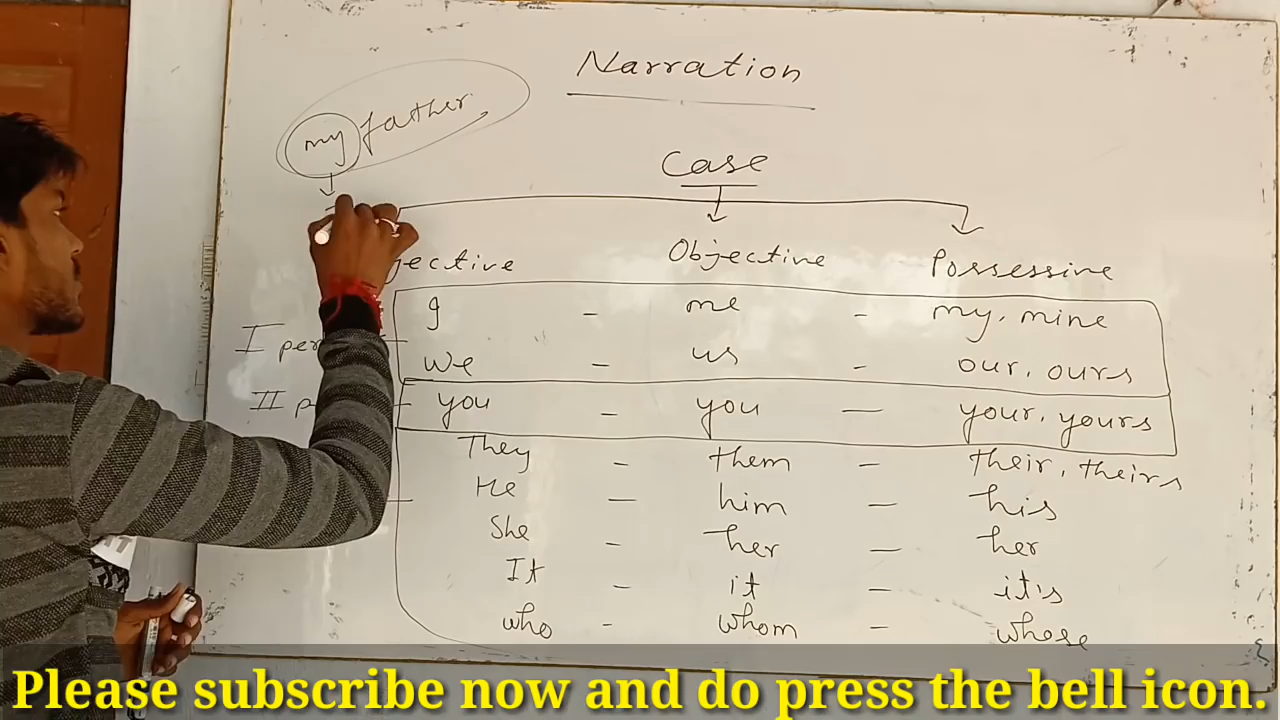 Narration
my father
Case
jective Objective Possessive
I - me - my, mine
I per
We - us - our, ours
II p you - you - your, yours
They - them - their, theirs
He - him - his
She - her - her
It - it - it's
who - whom - whose
Please subscribe now and do press the bell icon.